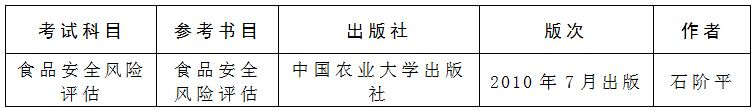 考试科目 参考书目 出版社 版次 作者
食品安全风险 食品安全 中国农业大学出版 2010年7月出版 石阶平
评估 风险评估 社